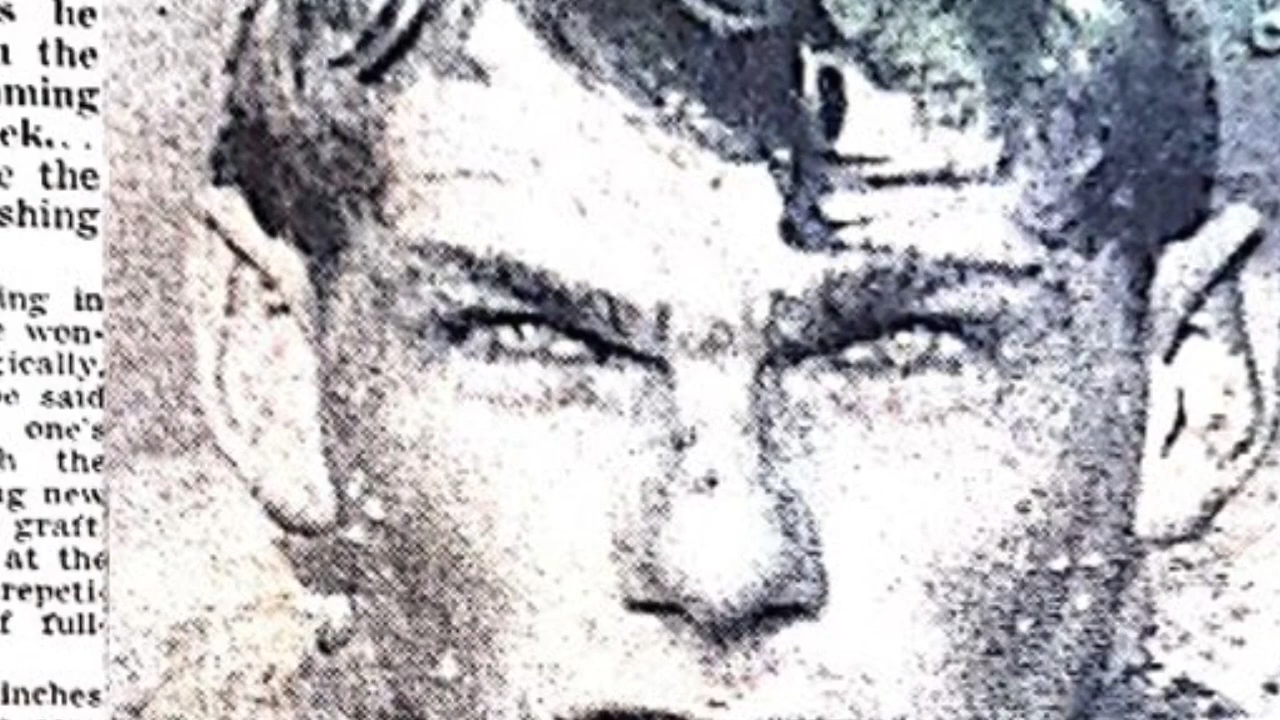 s he
the
ming
ek...
e the
shing
ing in
e won-
ically.
said
one's
h the
ng new
graft
at the
repeti-
f full-
inches